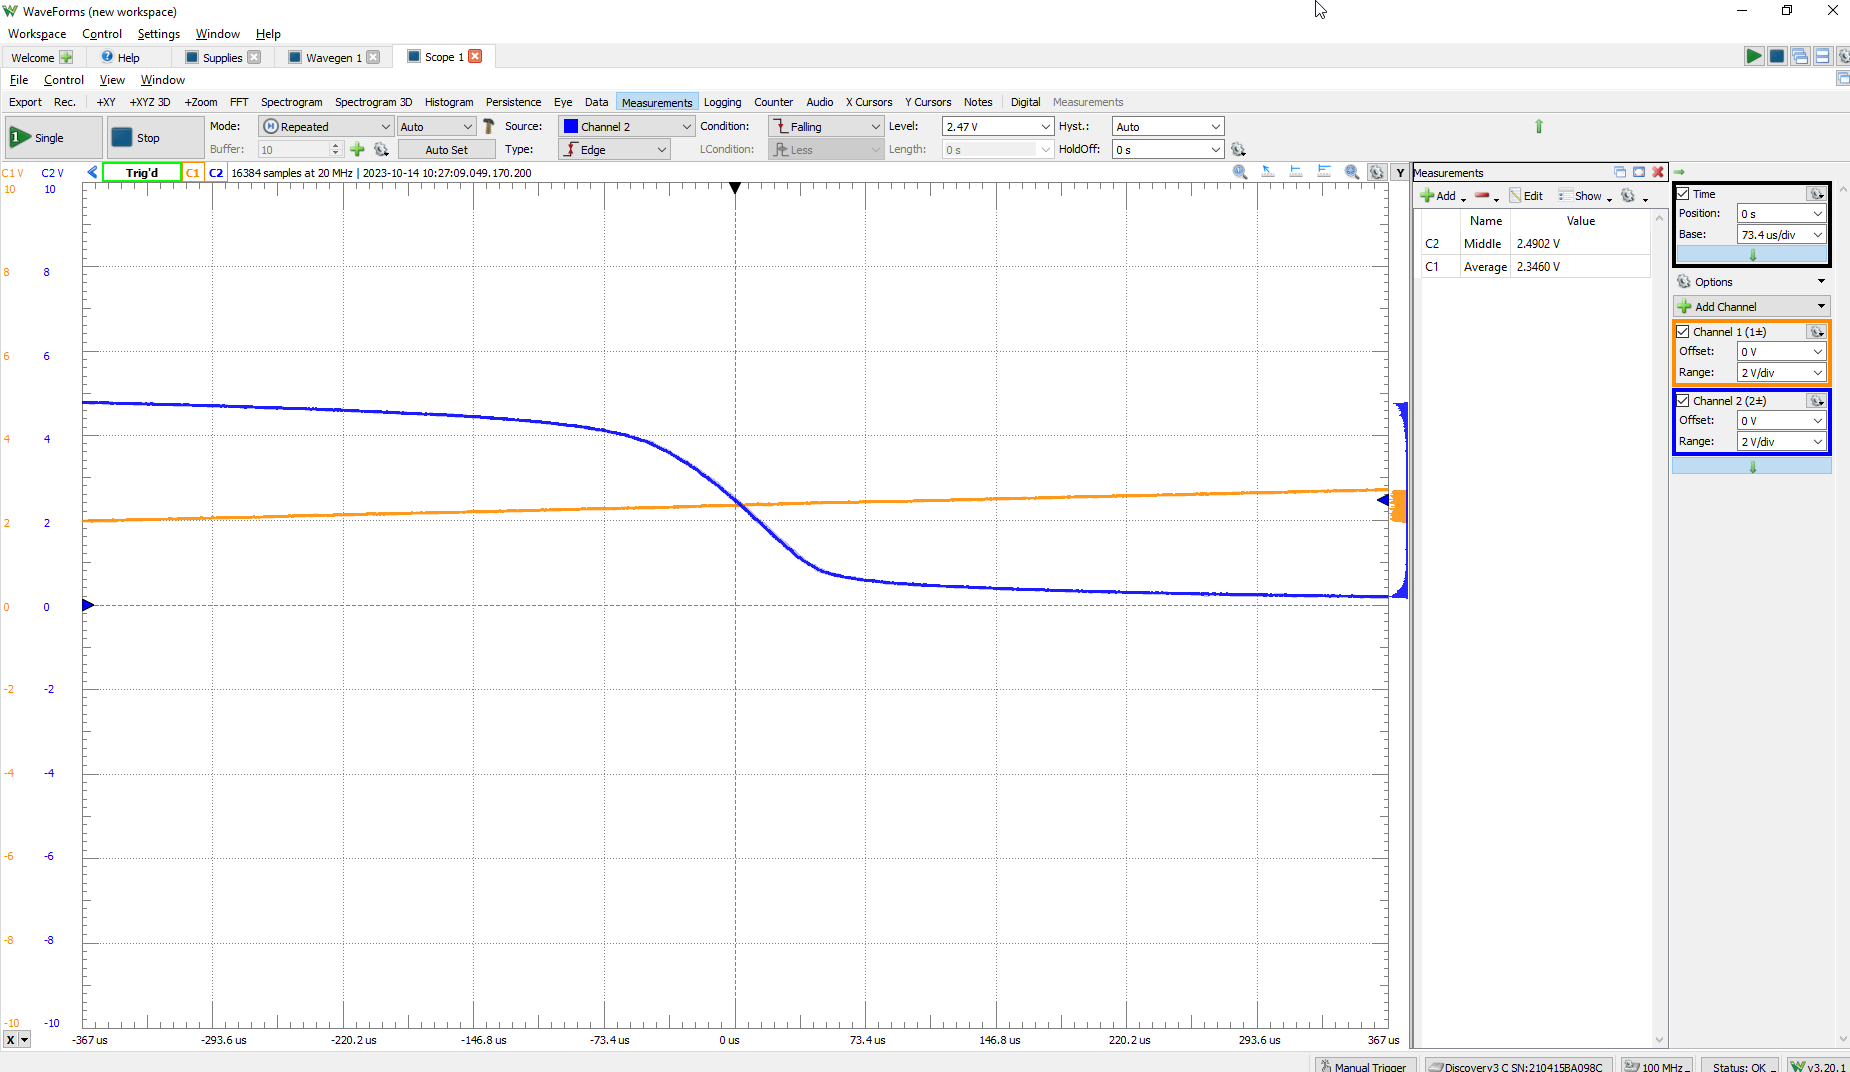 WaveForms (new workspace)
Workspace Control Settings Window Help
Welcome Help Supplies Wavegen 1 Scope 1
File Control View Window
Export Rec. +XY +XYZ 3D +Zoom FFT Spectrogram Spectrogram 3D Histogram Persistence Eye Data Measurements Logging Counter Audio X Cursors Y Cursors Notes Digital Measurements
Single Stop Mode: Repeated Auto Source: Channel 2 Condition: Falling Level: 2.47 V Hyst.: Auto
Buffer: 10 Auto Set Type: Edge LCondition: Less Length: 0 s HoldOff: 0 s
C1 V C2 V Trig'd C1 C2 16384 samples at 20 MHz | 2023-10-14 10:27:09.049.170.200 Y
10 10
8 8
6 6
4 4
2 2
0 0
-2 -2
-4 -4
-6 -6
-8 -8
-10 -10
X -367 us -293.6 us -220.2 us -146.8 us -73.4 us 0 us 73.4 us 146.8 us 220.2 us 293.6 us 367 us
Measurements
Add Edit Show
Name Value
C2 Middle 2.4902 V
C1 Average 2.3460 V
Time
Position: 0 s
Base: 73.4 us/div
Options
Add Channel
Channel 1 (1±)
Offset: 0 V
Range: 2 V/div
Channel 2 (2±)
Offset: 0 V
Range: 2 V/div
Manual Trigger Discovery3 C SN:210415BA098C 100 MHz Status: OK v3.20.1